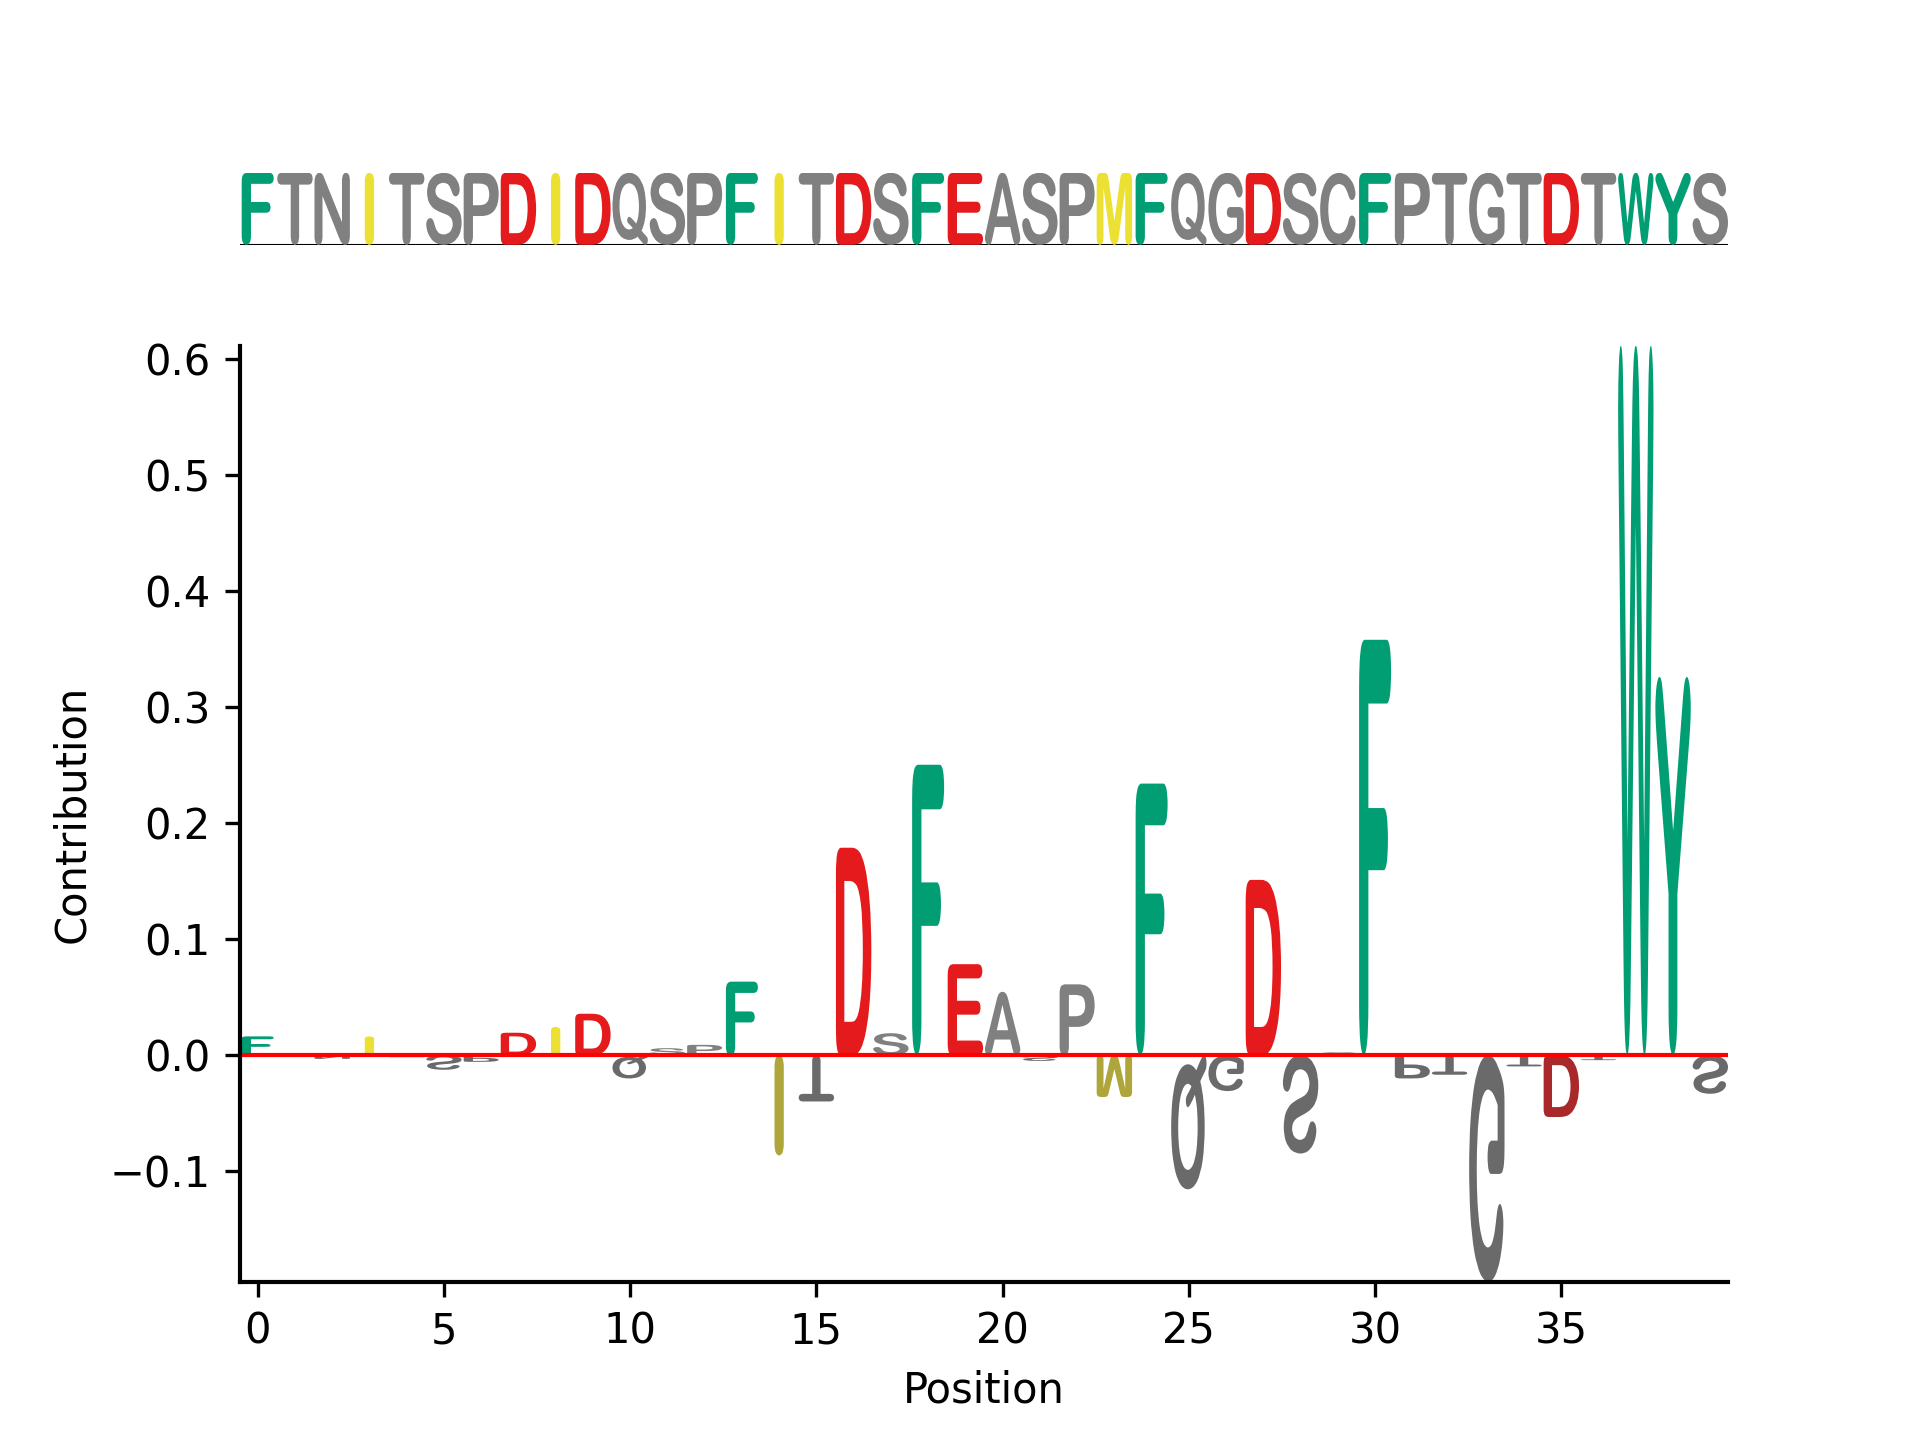 FTNITSPDIDQSPFITDSFEASPMFQGDSCFPTGTDTWYS
0.6
0.5
0.4
0.3
0.2
0.1
0.0
−0.1
Contribution
FNISPDIDQSPFITDSFEASPMFQGDSFPTGTDTWYS
0 5 10 15 20 25 30 35
Position